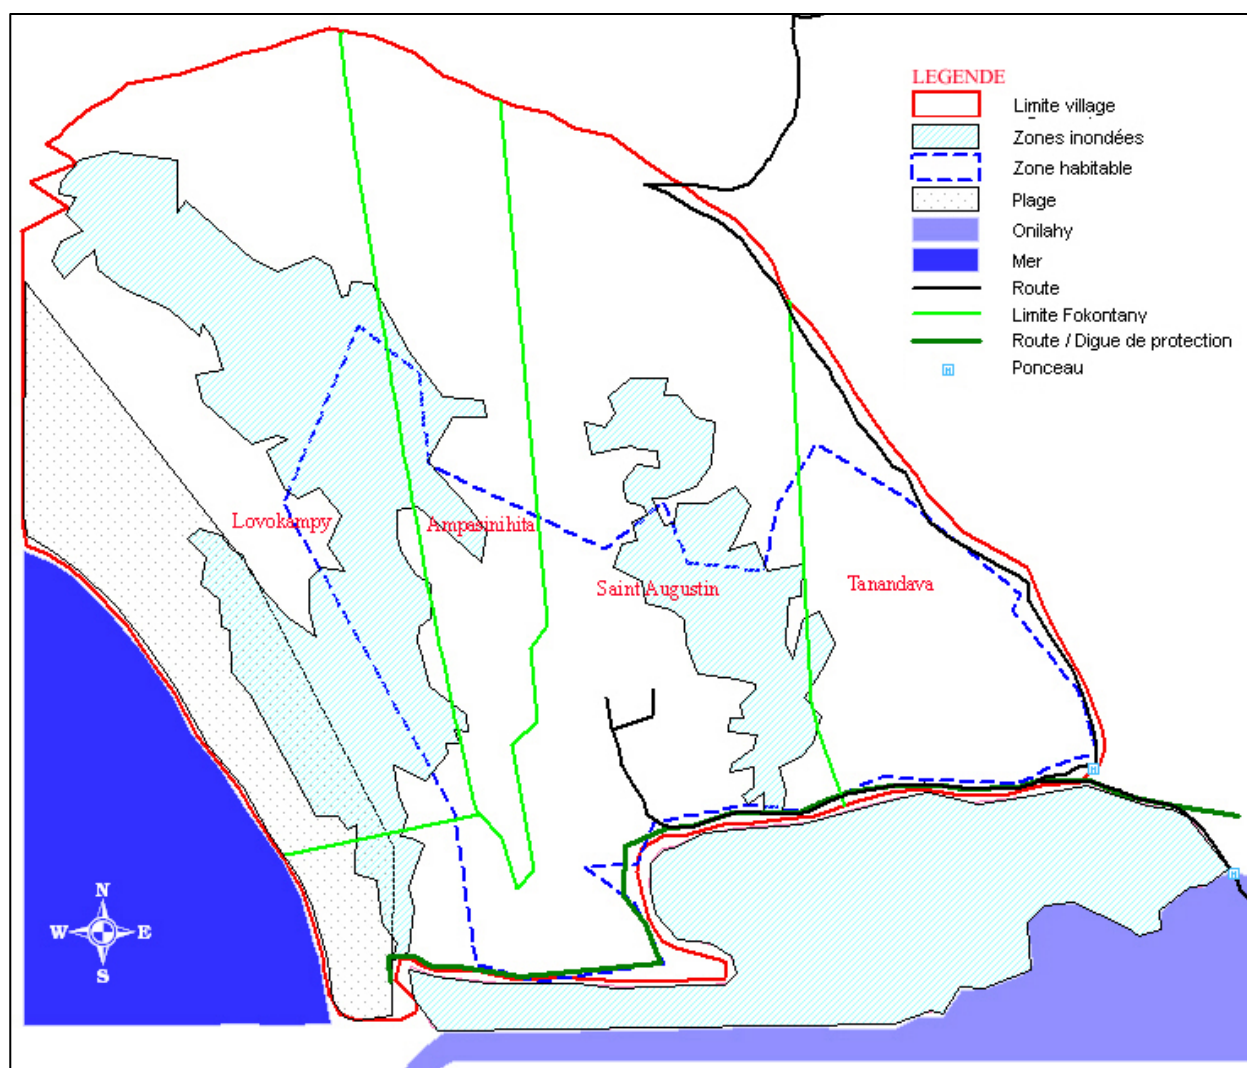 LEGENDE
Limite village
Zones inondées
Zone habitable
Plage
Onilahy
Mer
Route
Limite Fokontany
Route / Digue de protection
Ponceau
Lovokampy
Ampasinihita
Saint Augustin
Tanandava
N
W E
S